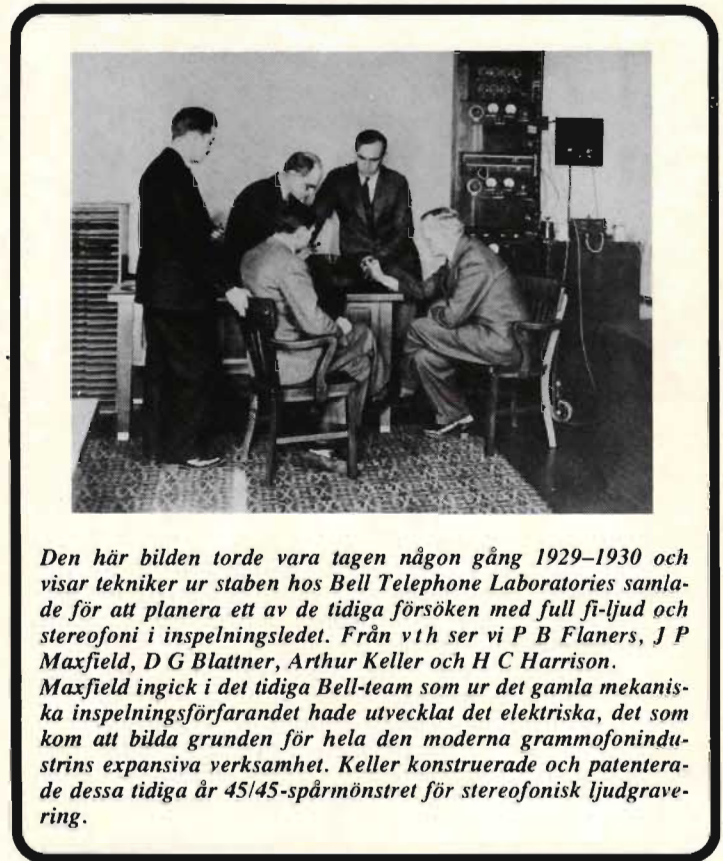 Den här bilden torde vara tagen någon gång 1929–1930 och
visar tekniker ur staben hos Bell Telephone Laboratories samla-
de för att planera ett av de tidiga försöken med full fi-ljud och
stereofoni i inspelningsledet. Från vth ser vi P B Flaners, J P
Maxfield, D G Blattner, Arthur Keller och H C Harrison.
Maxfield ingick i det tidiga Bell-team som ur det gamla mekanis-
ka inspelningsförfarandet hade utvecklat det elektriska, det som
kom att bilda grunden för hela den moderna grammofonindu-
strins expansiva verksamhet. Keller konstruerade och patentera-
de dessa tidiga år 45/45-spårmönstret för stereofonisk ljudgrave-
ring.